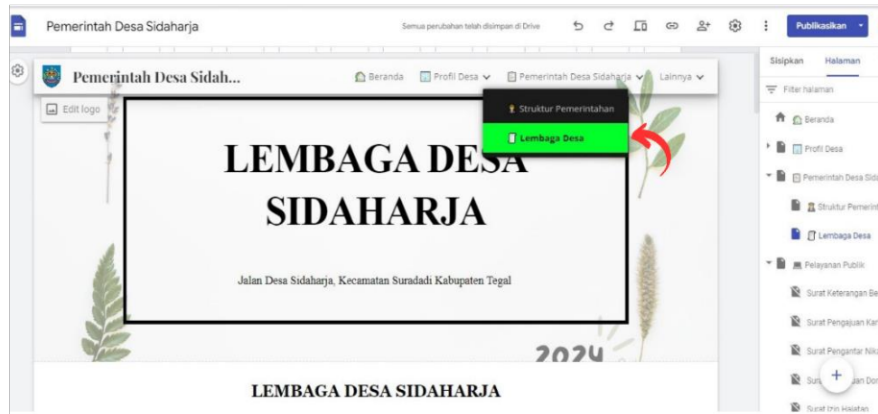 Pemerintah Desa Sidaharja
Semua perubahan telah disimpan di Drive
Publikasikan
Sisipkan Halaman
Filter halaman
Pemerintah Desa Sidah...
Beranda Profil Desa Pemerintah Desa Sidaharja Lainnya
Edit logo
Struktur Pemerintahan
Lembaga Desa
LEMBAGA DESA
SIDAHARJA
Jalan Desa Sidaharja, Kecamatan Suradadi Kabupaten Tegal
2024
LEMBAGA DESA SIDAHARJA
Beranda
Profil Desa
Pemerintah Desa Sid
Struktur Pemerint
Lembaga Desa
Pelayanan Publik
Surat Keterangan Be
Surat Pengajuan Kar
Surat Pengantar Nik